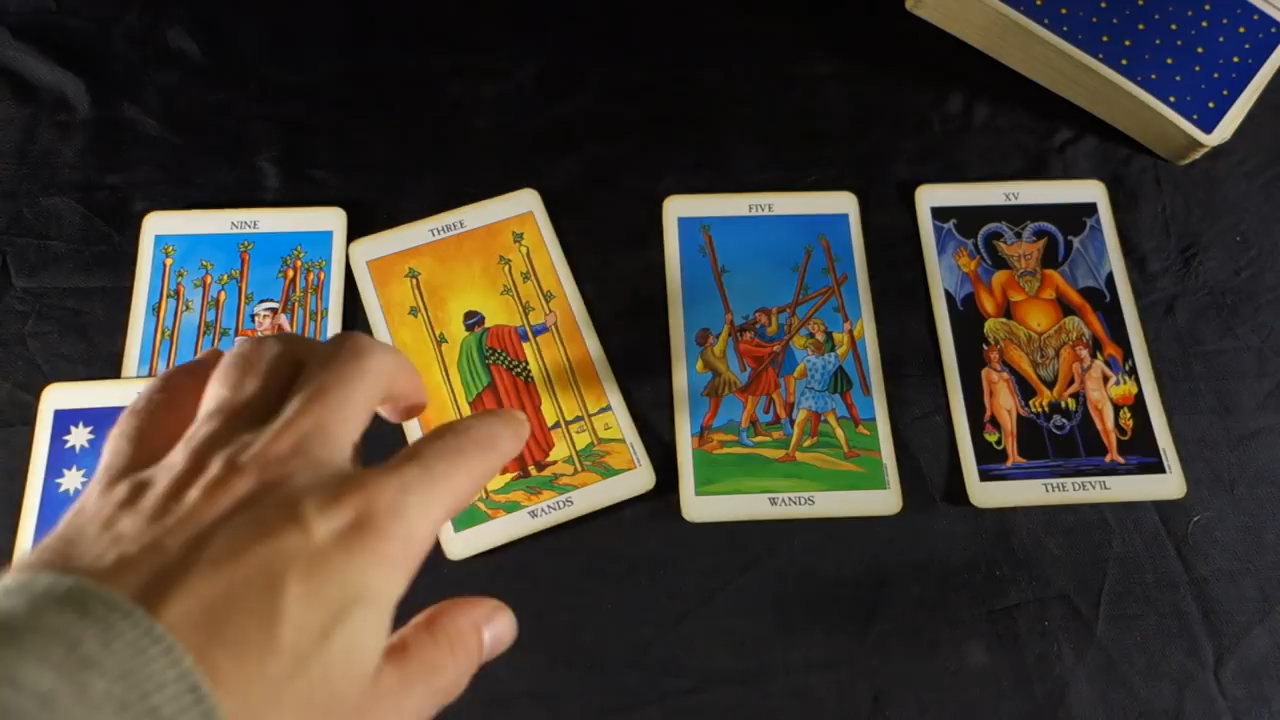 NINE
THREE
WANDS
FIVE
WANDS
XV
THE DEVIL